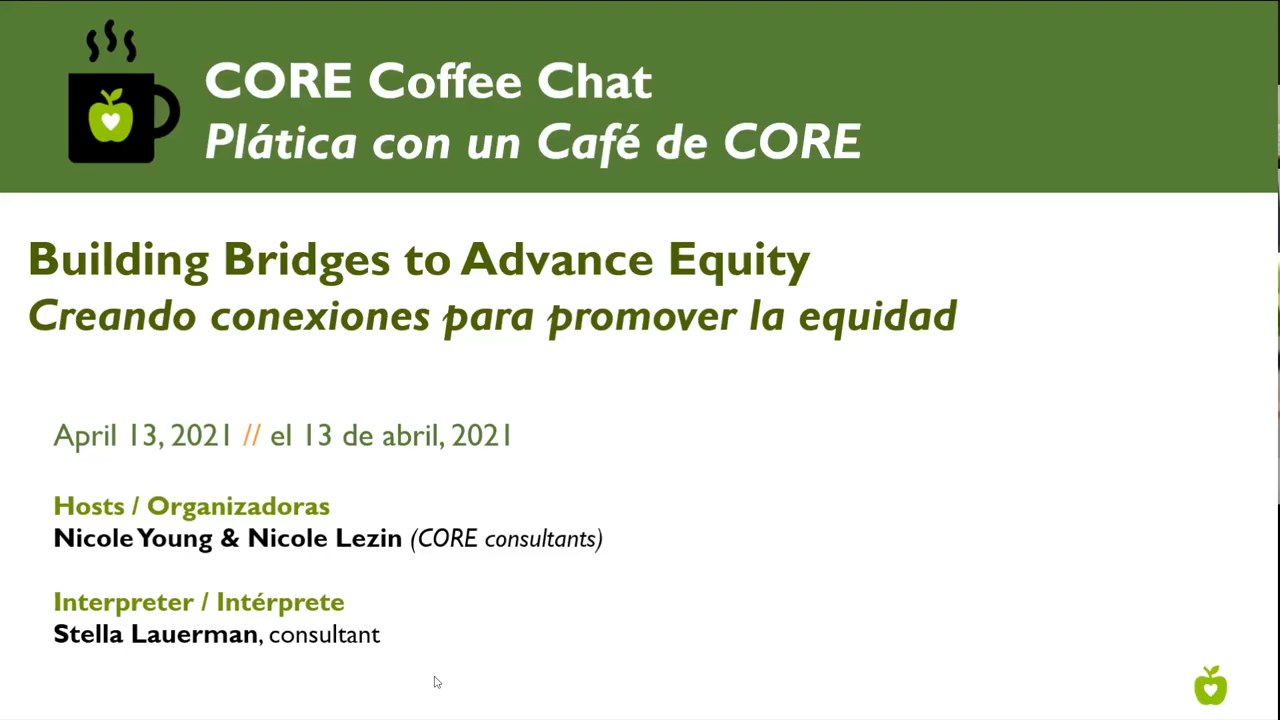 CORE Coffee Chat
Plática con un Café de CORE
Building Bridges to Advance Equity
Creando conexiones para promover la equidad
April 13, 2021 // el 13 de abril, 2021
Hosts / Organizadoras
Nicole Young & Nicole Lezin (CORE consultants)
Interpreter / Intérprete
Stella Lauerman, consultant